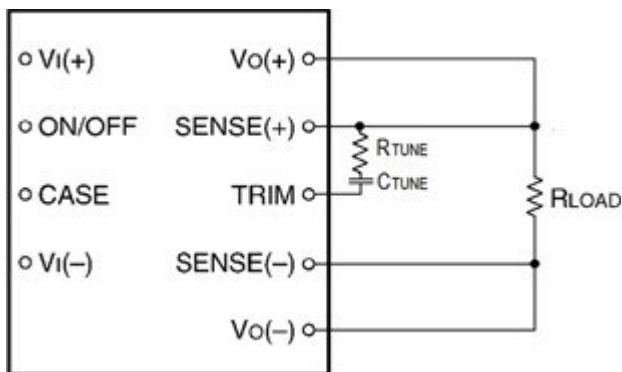 VI(+) VO(+)
ON/OFF SENSE(+)
RTUNE
CTUNE
CASE TRIM
RLOAD
VI(–) SENSE(–)
VO(–)